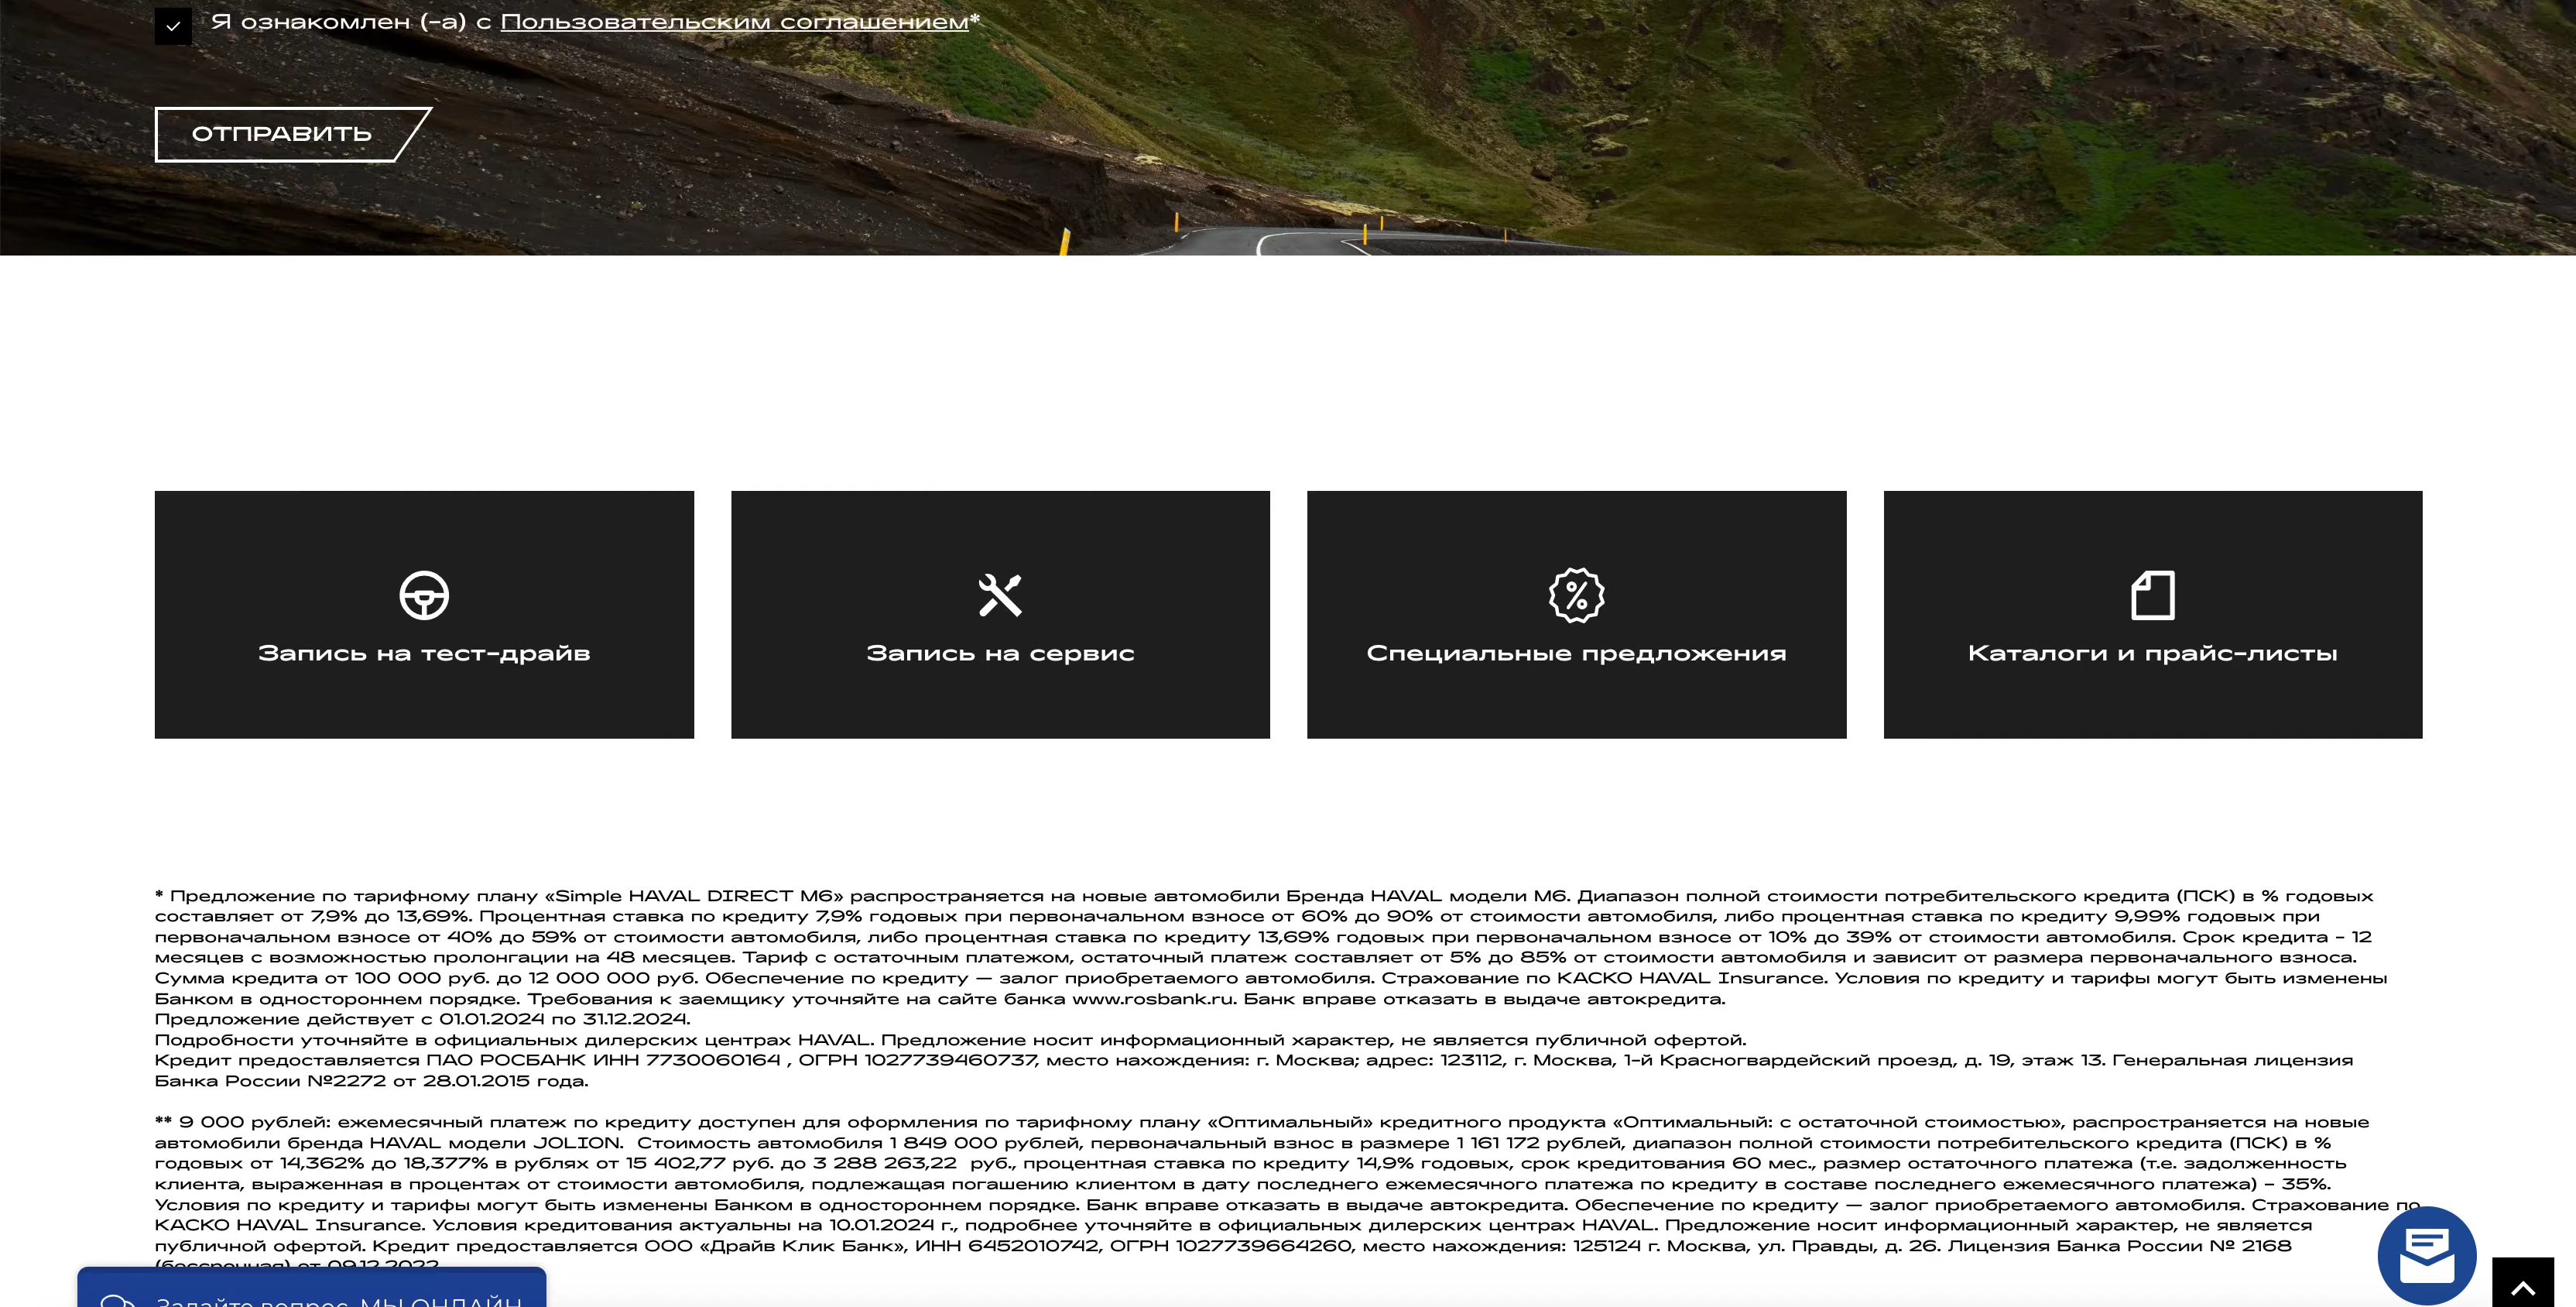 Я ознакомлен (-а) с Пользовательским соглашением*
ОТПРАВИТЬ
Запись на тест-драйв
Запись на сервис
Специальные предложения
Каталоги и прайс-листы
* Предложение по тарифному плану «Simple HAVAL DIRECT M6» распространяется на новые автомобили Бренда HAVAL модели M6. Диапазон полной стоимости потребительского кредита (ПСК) в % годовых
составляет от 7,9% до 13,69%. Процентная ставка по кредиту 7,9% годовых при первоначальном взносе от 60% до 90% от стоимости автомобиля, либо процентная ставка по кредиту 9,99% годовых при
первоначальном взносе от 40% до 59% от стоимости автомобиля, либо процентная ставка по кредиту 13,69% годовых при первоначальном взносе от 10% до 39% от стоимости автомобиля. Срок кредита - 12
месяцев с возможностью пролонгации на 48 месяцев. Тариф с остаточным платежом, остаточный платеж составляет от 5% до 85% от стоимости автомобиля и зависит от размера первоначального взноса.
Сумма кредита от 100 000 руб. до 12 000 000 руб. Обеспечение по кредиту — залог приобретаемого автомобиля. Страхование по КАСКО HAVAL Insurance. Условия по кредиту и тарифы могут быть изменены
Банком в одностороннем порядке. Требования к заемщику уточняйте на сайте банка www.rosbank.ru. Банк вправе отказать в выдаче автокредита.
Предложение действует с 01.01.2024 по 31.12.2024.
Подробности уточняйте в официальных дилерских центрах HAVAL. Предложение носит информационный характер, не является публичной офертой.
Кредит предоставляется ПАО РОСБАНК ИНН 7730060164 , ОГРН 1027739460737, место нахождения: г. Москва; адрес: 123112, г. Москва, 1-й Красногвардейский проезд, д. 19, этаж 13. Генеральная лицензия
Банка России №2272 от 28.01.2015 года.
** 9 000 рублей: ежемесячный платеж по кредиту доступен для оформления по тарифному плану «Оптимальный» кредитного продукта «Оптимальный: с остаточной стоимостью», распространяется на новые
автомобили бренда HAVAL модели JOLION.  Стоимость автомобиля 1 849 000 рублей, первоначальный взнос в размере 1 161 172 рублей, диапазон полной стоимости потребительского кредита (ПСК) в %
годовых от 14,362% до 18,377% в рублях от 15 402,77 руб. до 3 288 263,22  руб., процентная ставка по кредиту 14,9% годовых, срок кредитования 60 мес., размер остаточного платежа (т.е. задолженность
клиента, выраженная в процентах от стоимости автомобиля, подлежащая погашению клиентом в дату последнего ежемесячного платежа по кредиту в составе последнего ежемесячного платежа) - 35%.
Условия по кредиту и тарифы могут быть изменены Банком в одностороннем порядке. Банк вправе отказать в выдаче автокредита. Обеспечение по кредиту — залог приобретаемого автомобиля. Страхование по
КАСКО HAVAL Insurance. Условия кредитования актуальны на 10.01.2024 г., подробнее уточняйте в официальных дилерских центрах HAVAL. Предложение носит информационный характер, не является
публичной офертой. Кредит предоставляется ООО «Драйв Клик Банк», ИНН 6452010742, ОГРН 1027739664260, место нахождения: 125124 г. Москва, ул. Правды, д. 26. Лицензия Банка России № 2168
(бессрочная) от 09.12.2022
Задайте вопрос, МЫ ОНЛАЙН